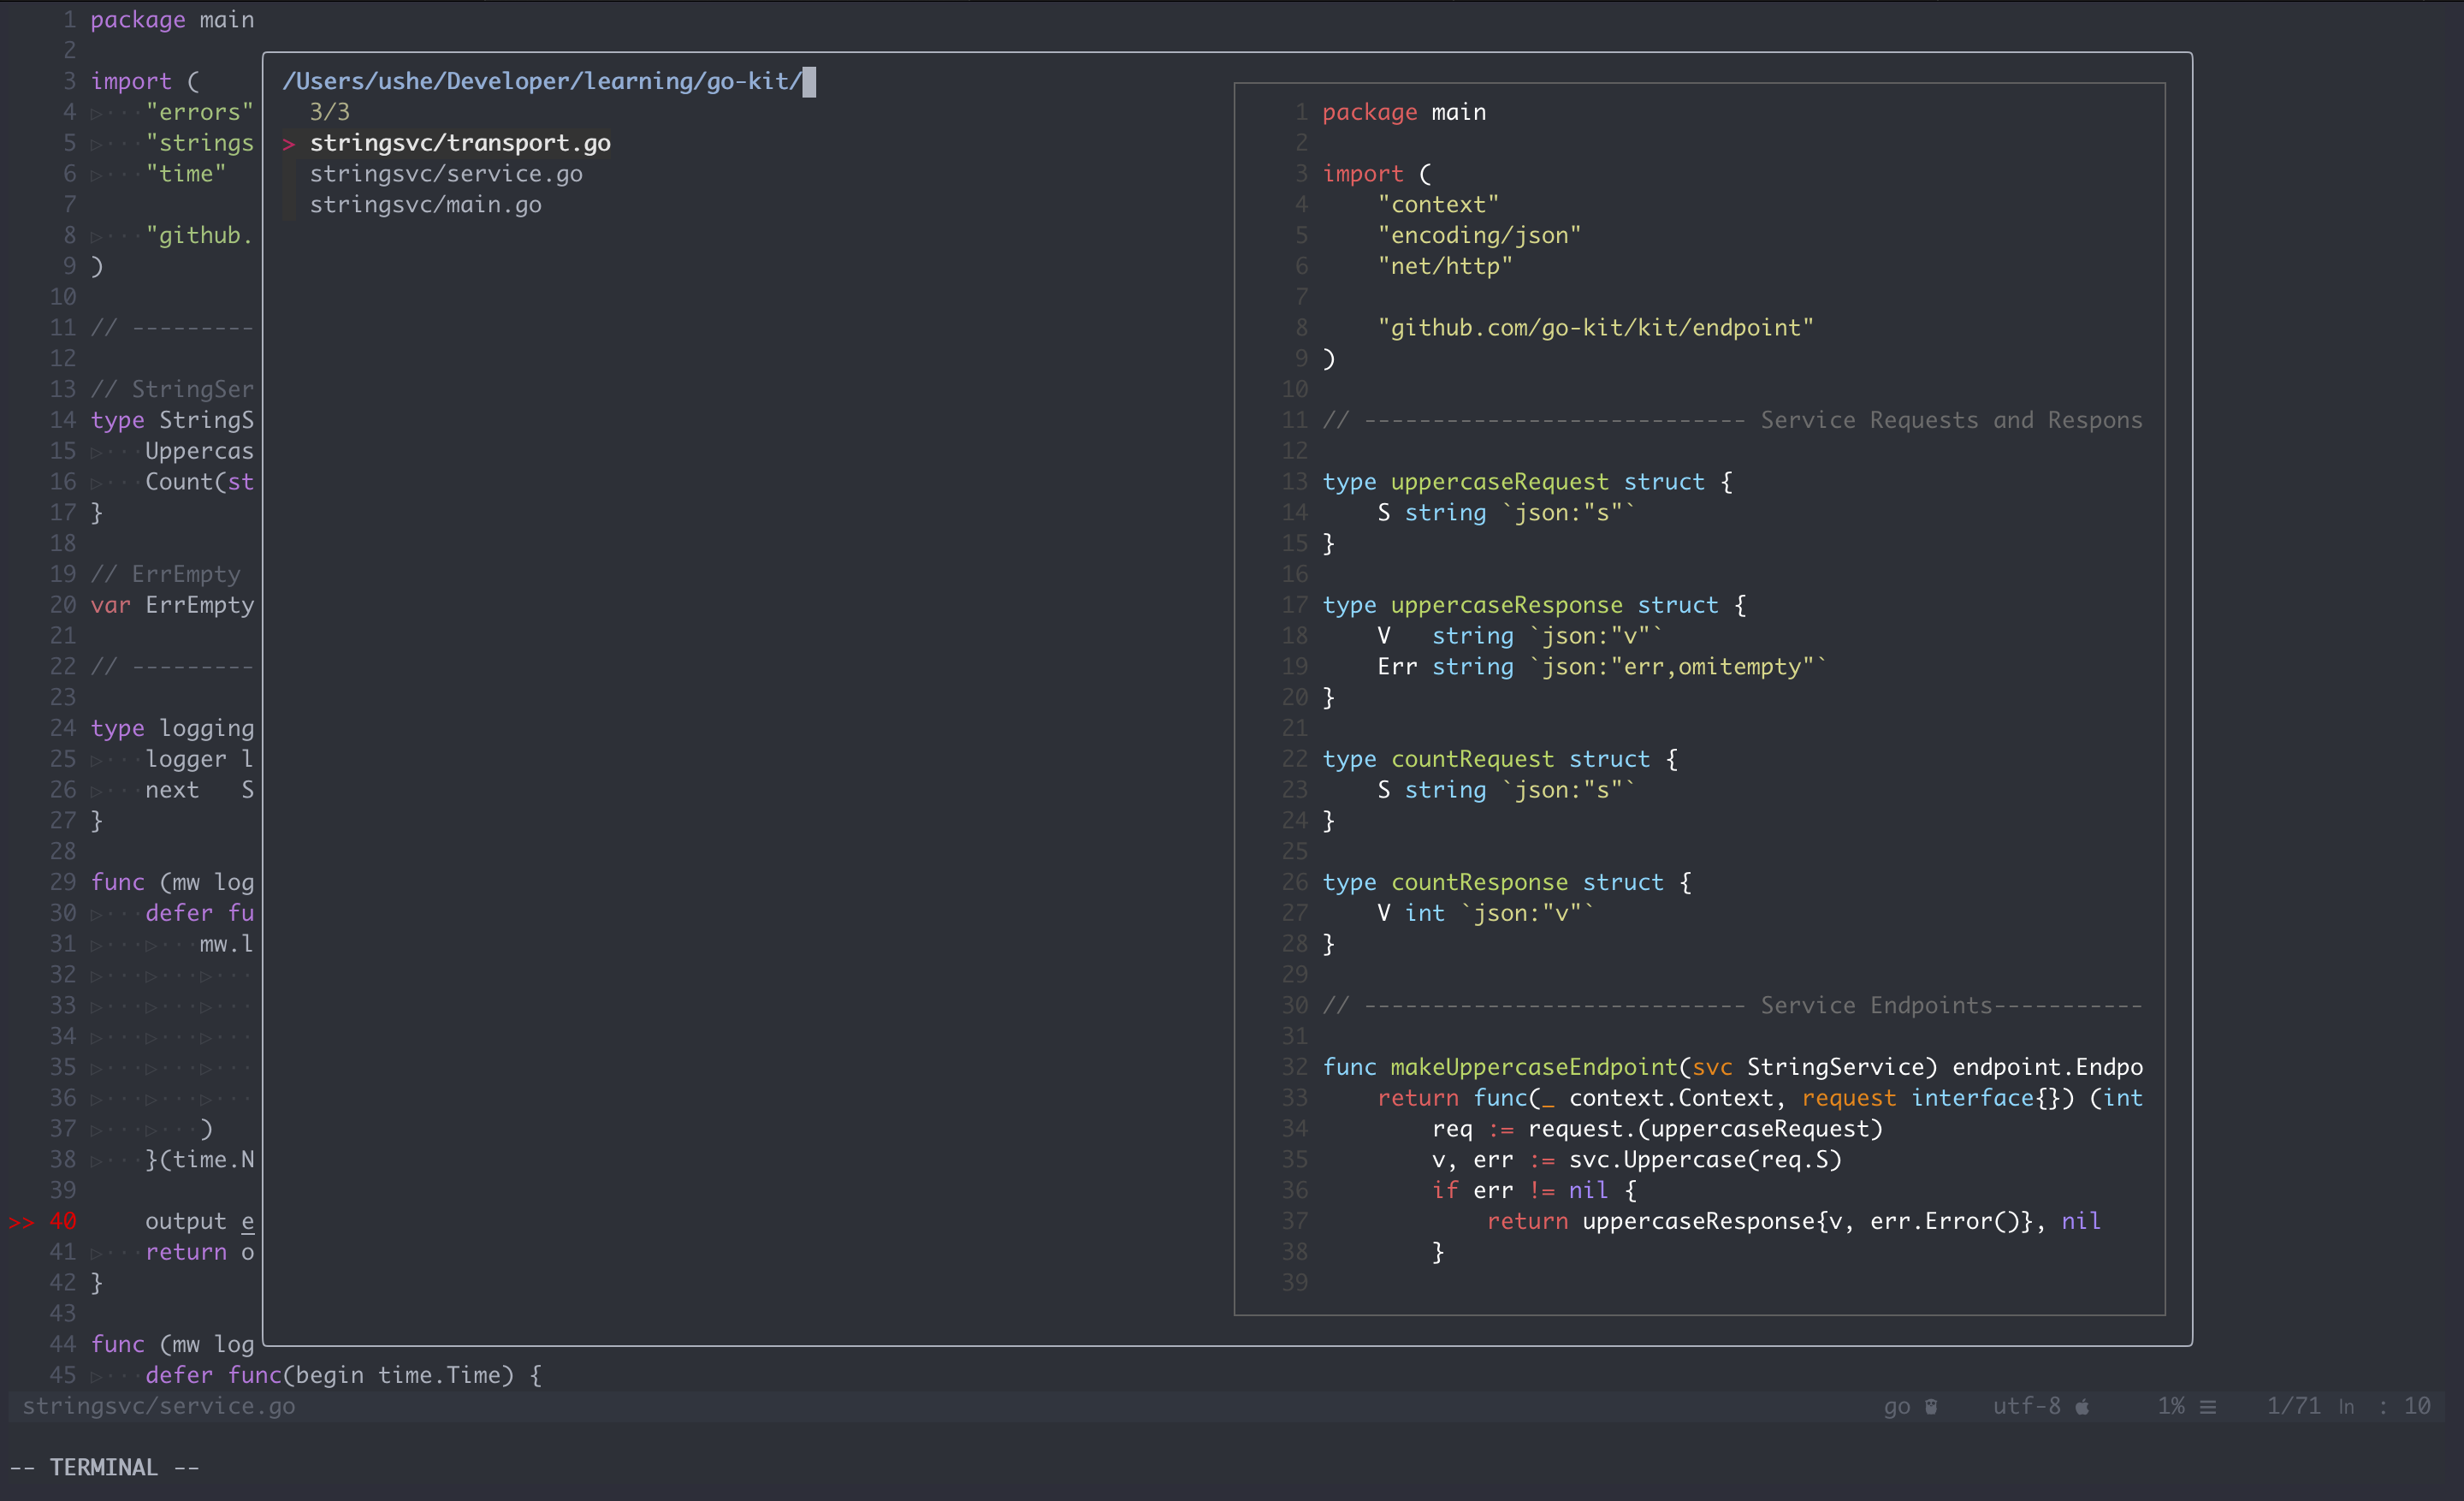 1 package main
2
3 import (
4 "errors"
5 "strings
6 "time"
7
8 "github.
9 )
10
11 // ---------
12
13 // StringSer
14 type StringS
15 Uppercas
16 Count(st
17 }
18
19 // ErrEmpty
20 var ErrEmpty
21
22 // ---------
23
24 type logging
25 logger l
26 next   S
27 }
28
29 func (mw log
30 defer fu
31 mw.l
32
33
34
35
36
37 )
38 }(time.N
39
>> 40 output e
41 return o
42 }
43
44 func (mw log
45 defer func(begin time.Time) {
/Users/ushe/Developer/learning/go-kit/
3/3
> stringsvc/transport.go
stringsvc/service.go
stringsvc/main.go
1 package main
2
3 import (
4     "context"
5     "encoding/json"
6     "net/http"
7
8     "github.com/go-kit/kit/endpoint"
9 )
10
11 // ---------------------------- Service Requests and Respons
12
13 type uppercaseRequest struct {
14     S string `json:"s"`
15 }
16
17 type uppercaseResponse struct {
18     V   string `json:"v"`
19     Err string `json:"err,omitempty"`
20 }
21
22 type countRequest struct {
23     S string `json:"s"`
24 }
25
26 type countResponse struct {
27     V int `json:"v"`
28 }
29
30 // ---------------------------- Service Endpoints-----------
31
32 func makeUppercaseEndpoint(svc StringService) endpoint.Endpo
33     return func(_ context.Context, request interface{}) (int
34         req := request.(uppercaseRequest)
35         v, err := svc.Uppercase(req.S)
36         if err != nil {
37             return uppercaseResponse{v, err.Error()}, nil
38         }
39
stringsvc/service.go
go utf-8 1% ☰ 1/71 ln : 10
-- TERMINAL --